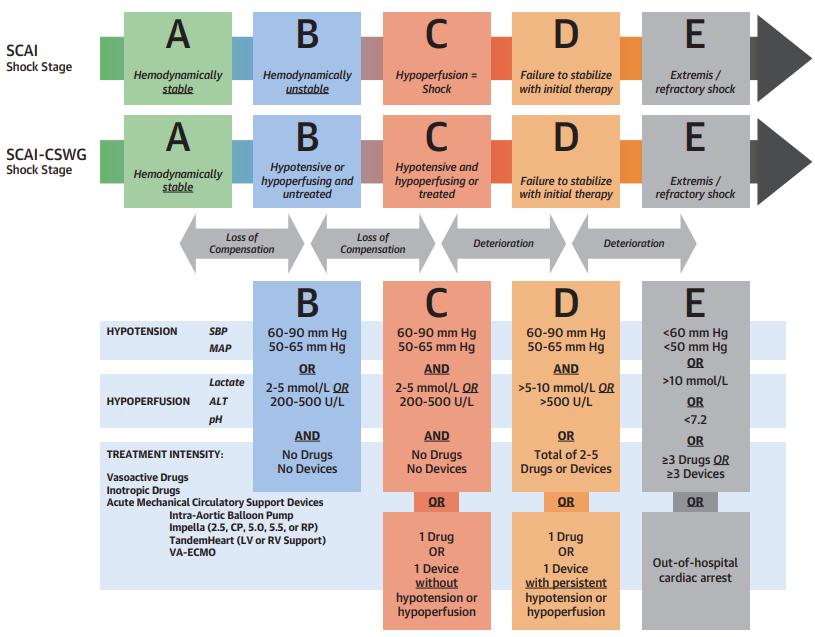 SCAI
Shock Stage
A
Hemodynamically
stable
B
Hemodynamically
unstable
C
Hypoperfusion =
Shock
D
Failure to stabilize
with initial therapy
E
Extremis /
refractory shock
SCAI-CSWG
Shock Stage
A
Hemodynamically
stable
B
Hypotensive or
hypoperfusing and
untreated
C
Hypotensive and
hypoperfusing or
treated
D
Failure to stabilize
with initial therapy
E
Extremis /
refractory shock
Loss of
Compensation
Loss of
Compensation
Deterioration
Deterioration
HYPOTENSION
SBP
MAP
HYPOPERFUSION
Lactate
ALT
pH
TREATMENT INTENSITY:
Vasoactive Drugs
Inotropic Drugs
Acute Mechanical Circulatory Support Devices
Intra-Aortic Balloon Pump
Impella (2.5, CP, 5.0, 5.5, or RP)
TandemHeart (LV or RV Support)
VA-ECMO
B
60-90 mm Hg
50-65 mm Hg
OR
2-5 mmol/L OR
200-500 U/L
AND
No Drugs
No Devices
C
60-90 mm Hg
50-65 mm Hg
AND
2-5 mmol/L OR
200-500 U/L
AND
No Drugs
No Devices
OR
1 Drug
OR
1 Device
without
hypotension or
hypoperfusion
D
60-90 mm Hg
50-65 mm Hg
AND
>5-10 mmol/L OR
>500 U/L
OR
Total of 2-5
Drugs or Devices
OR
1 Drug
OR
1 Device
with persistent
hypotension or
hypoperfusion
E
<60 mm Hg
<50 mm Hg
OR
>10 mmol/L
OR
<7.2
OR
≥3 Drugs OR
≥3 Devices
OR
Out-of-hospital
cardiac arrest